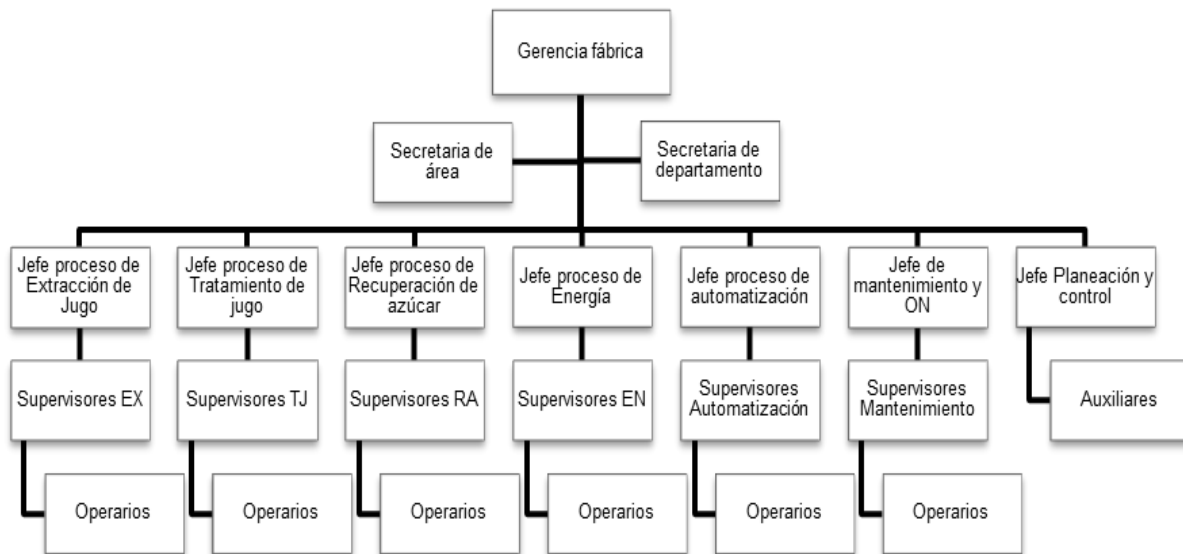 Gerencia fábrica
Secretaria de
área
Secretaria de
departamento
Jefe proceso de
Extracción de
Jugo
Jefe proceso de
Tratamiento de
jugo
Jefe proceso de
Recuperación de
azúcar
Jefe proceso de
Energía
Jefe proceso de
automatización
Jefe de
mantenimiento y
ON
Jefe Planeación y
control
Supervisores EX
Supervisores TJ
Supervisores RA
Supervisores EN
Supervisores
Automatización
Supervisores
Mantenimiento
Auxiliares
Operarios
Operarios
Operarios
Operarios
Operarios
Operarios